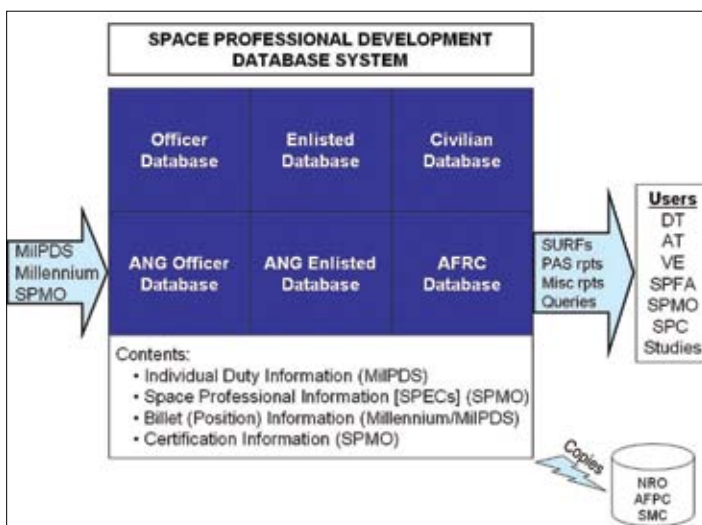 SPACE PROFESSIONAL DEVELOPMENT
DATABASE SYSTEM
Officer
Database
Enlisted
Database
Civilian
Database
MilPDS
Millennium
SPMO
ANG Officer
Database
ANG Enlisted
Database
AFRC
Database
SURFs
PAS rpts
Misc rpts
Queries
Users
DT
AT
VE
SPFA
SPMO
SPC
Studies
Contents:
• Individual Duty Information (MilPDS)
• Space Professional Information [SPECs] (SPMO)
• Billet (Position) Information (Millennium/MilPDS)
• Certification Information (SPMO)
Copies
NRO
AFPC
SMC